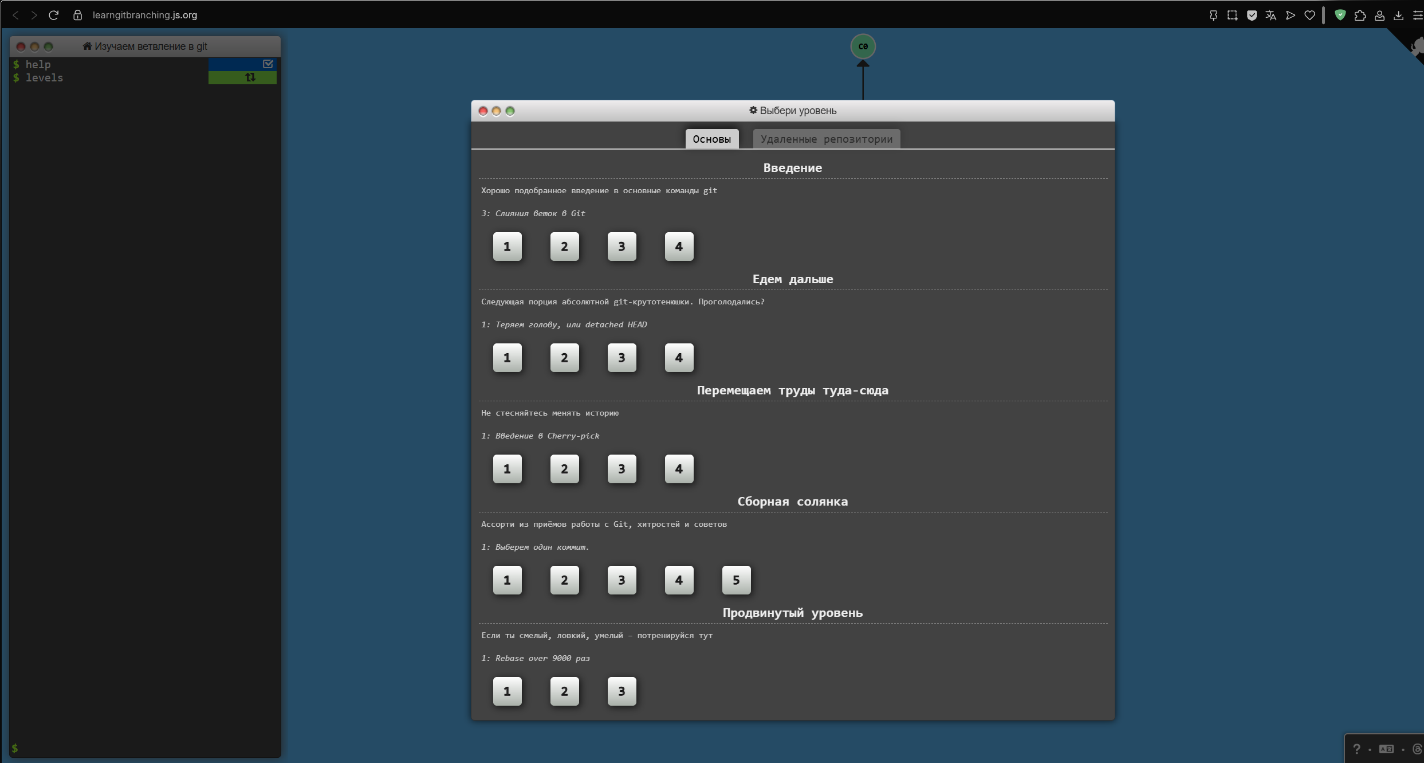 learngitbranching.js.org
Изучаем ветвление в git
$ help
$ levels
c0
Выбери уровень
Основы Удаленные репозитории
Введение
Хорошо подобранное введение в основные команды git
3: Слияния веток в Git
1 2 3 4
Едем дальше
Следующая порция абсолютной git-крутотенюшки. Проголодались?
1: Теряем голову, или detached HEAD
1 2 3 4
Перемещаем труды туда-сюда
Не стесняйтесь менять историю
1: Введение в Cherry-pick
1 2 3 4
Сборная солянка
Ассорти из приёмов работы с Git, хитростей и советов
1: Выберем один коммит.
1 2 3 4 5
Продвинутый уровень
Если ты смелый, ловкий, умелый — потренируйся тут
1: Rebase over 9000 раз
1 2 3
$
?